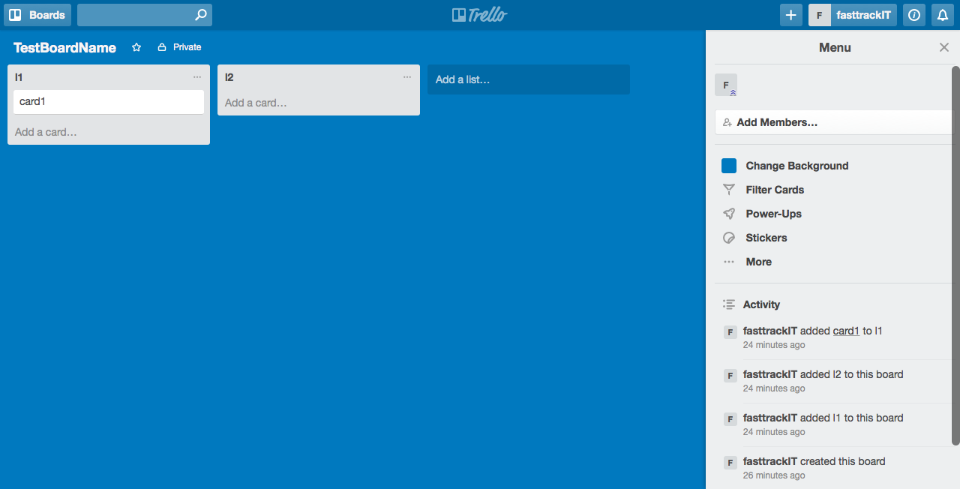 Boards
Trello
F fasttrackIT
TestBoardName
Private
l1
card1
Add a card…
l2
Add a card…
Add a list…
Menu
F
Add Members…
Change Background
Filter Cards
Power-Ups
Stickers
More
Activity
F fasttrackIT added card1 to l1
24 minutes ago
F fasttrackIT added l2 to this board
24 minutes ago
F fasttrackIT added l1 to this board
24 minutes ago
F fasttrackIT created this board
26 minutes ago